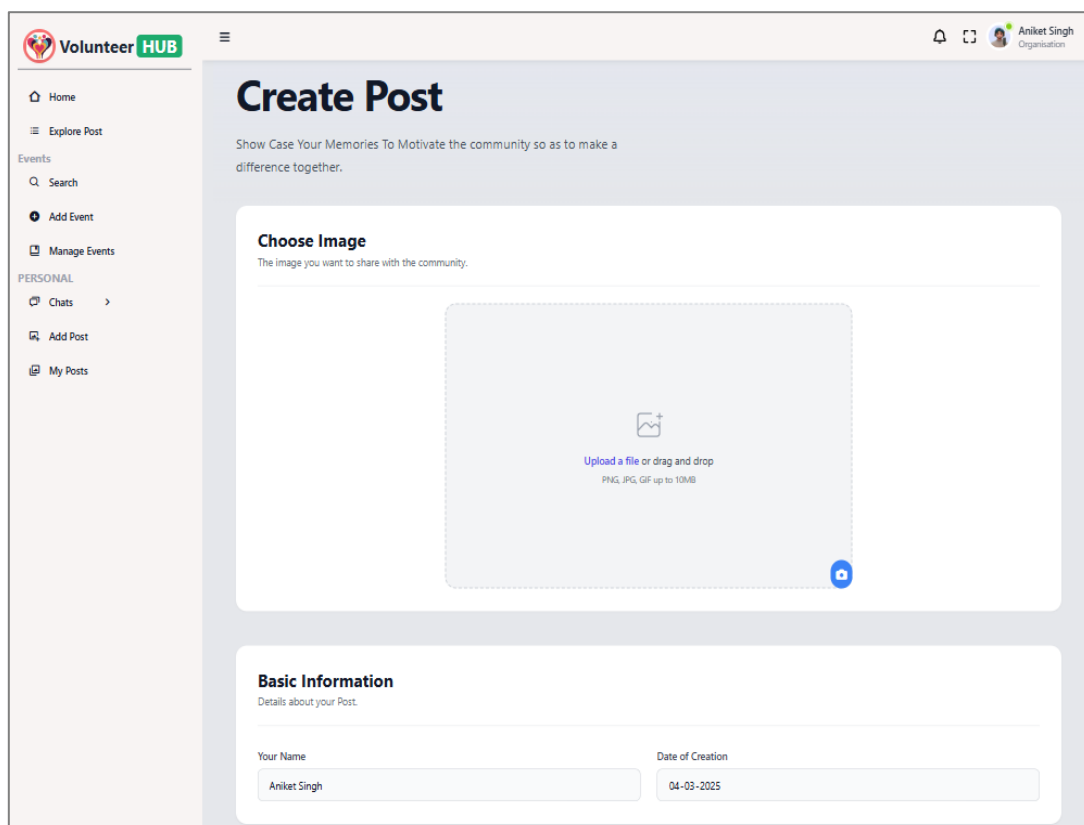 Volunteer HUB
Home
Explore Post
Events
Search
Add Event
Manage Events
PERSONAL
Chats
Add Post
My Posts
Aniket Singh
Organisation
Create Post
Show Case Your Memories To Motivate the community so as to make a
difference together.
Choose Image
The image you want to share with the community.
Upload a file or drag and drop
PNG, JPG, GIF up to 10MB
Basic Information
Details about your Post.
Your Name
Aniket Singh
Date of Creation
04-03-2025